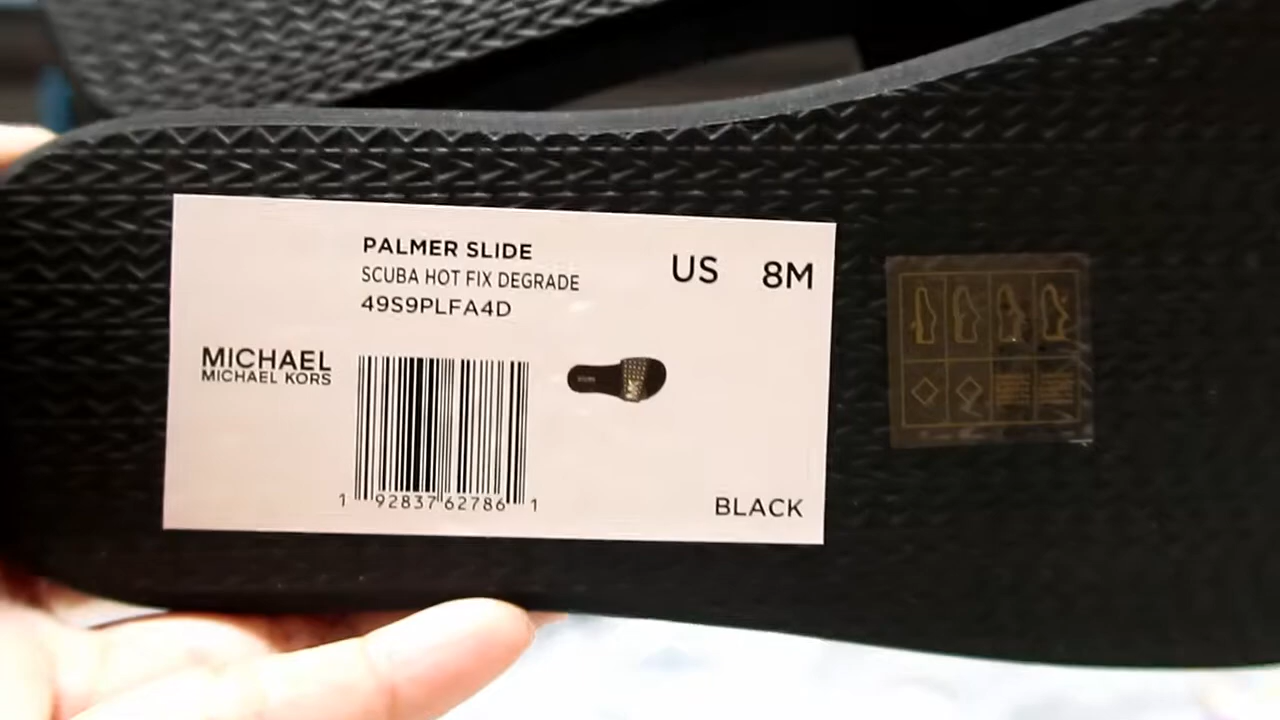 PALMER SLIDE
SCUBA HOT FIX DEGRADE
49S9PLFA4D
US 8M
MICHAEL
MICHAEL KORS
1 92837 62786 1
BLACK